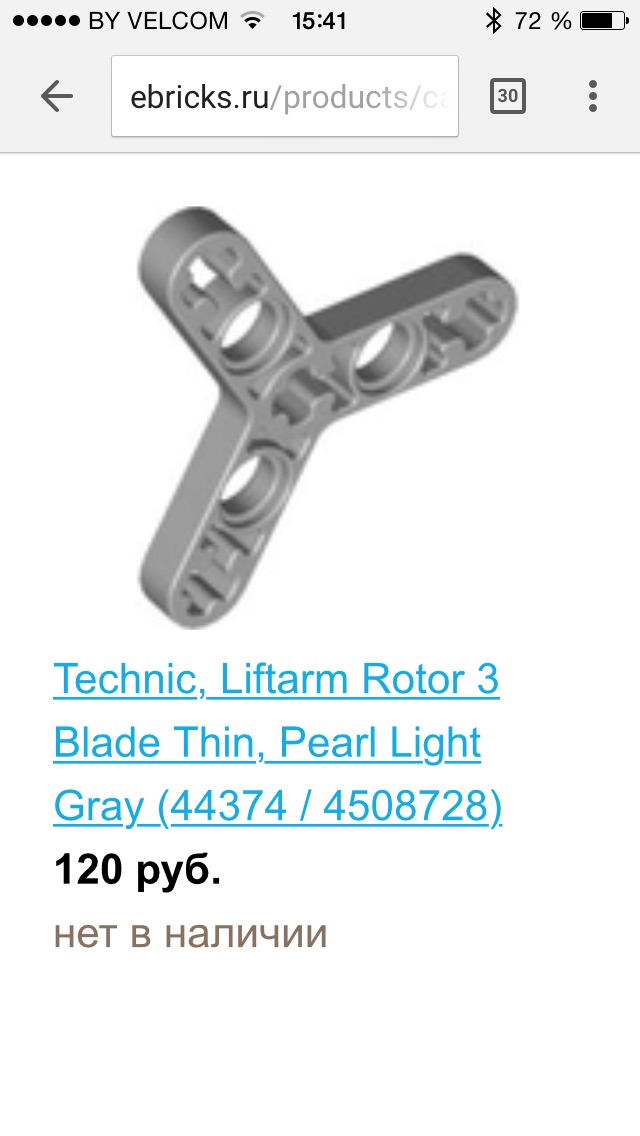 BY VELCOM 15:41 72 %
ebricks.ru/products/ca
30
Technic, Liftarm Rotor 3
Blade Thin, Pearl Light
Gray (44374 / 4508728)
120 руб.
нет в наличии